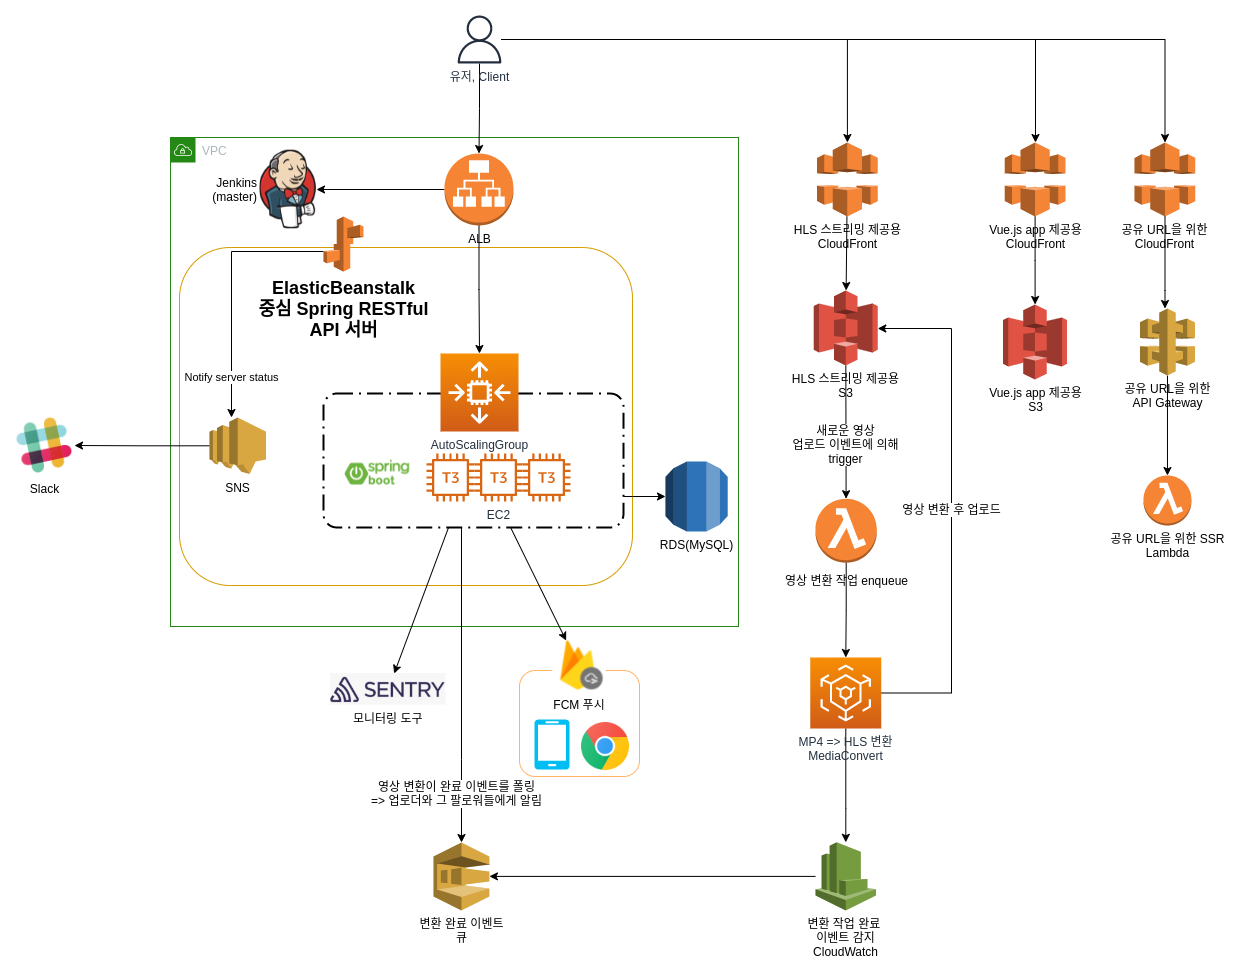 유저, Client
VPC
Jenkins
(master)
ALB
ElasticBeanstalk
중심 Spring RESTful
API 서버
Notify server status
AutoScalingGroup
spring
boot
T3
T3
T3
EC2
Slack
SNS
RDS(MySQL)
SENTRY
모니터링 도구
FCM 푸시
영상 변환이 완료 이벤트를 폴링
=> 업로더와 그 팔로워들에게 알림
변환 완료 이벤트
큐
HLS 스트리밍 제공용
CloudFront
Vue.js app 제공용
CloudFront
공유 URL을 위한
CloudFront
HLS 스트리밍 제공용
S3
Vue.js app 제공용
S3
공유 URL을 위한
API Gateway
새로운 영상
업로드 이벤트에 의해
trigger
영상 변환 후 업로드
공유 URL을 위한 SSR
Lambda
영상 변환 작업 enqueue
MP4 => HLS 변환
MediaConvert
변환 작업 완료
이벤트 감지
CloudWatch